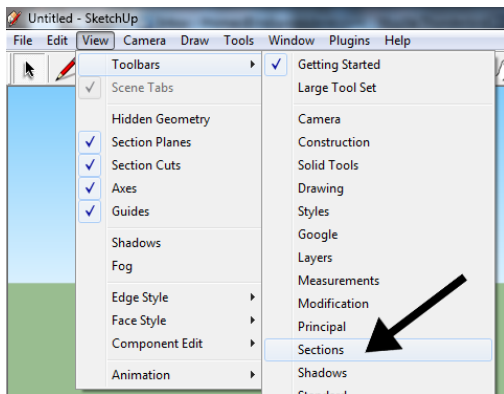 Untitled - SketchUp
File Edit View Camera Draw Tools Window Plugins Help
Toolbars
Scene Tabs
Hidden Geometry
Section Planes
Section Cuts
Axes
Guides
Shadows
Fog
Edge Style
Face Style
Component Edit
Animation
Getting Started
Large Tool Set
Camera
Construction
Solid Tools
Drawing
Styles
Google
Layers
Measurements
Modification
Principal
Sections
Shadows